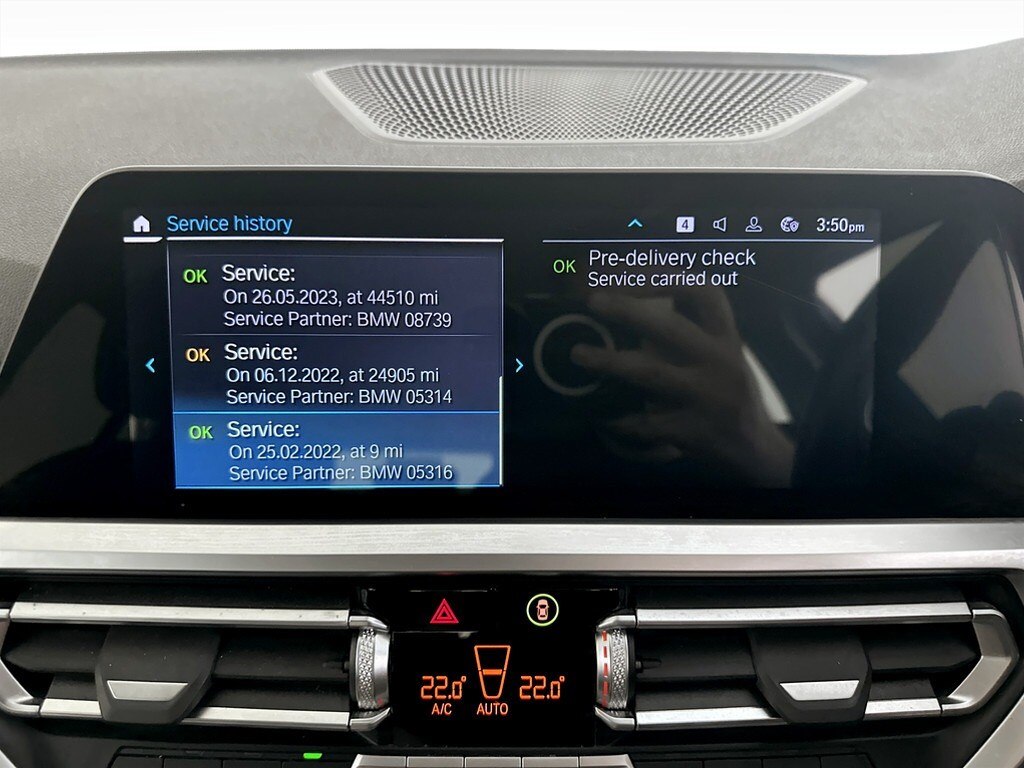 Service history
4
3:50pm
OK Service:
On 26.05.2023, at 44510 mi
Service Partner: BMW 08739
OK Service:
On 06.12.2022, at 24905 mi
Service Partner: BMW 05314
OK Service:
On 25.02.2022, at 9 mi
Service Partner: BMW 05316
OK Pre-delivery check
Service carried out
22.0° 22.0°
A/C AUTO